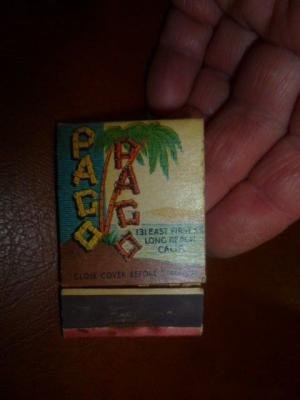 PAGO
PAGO
131 EAST FIRST
LONG BEACH
CALIF.
CLOSE COVER BEFORE